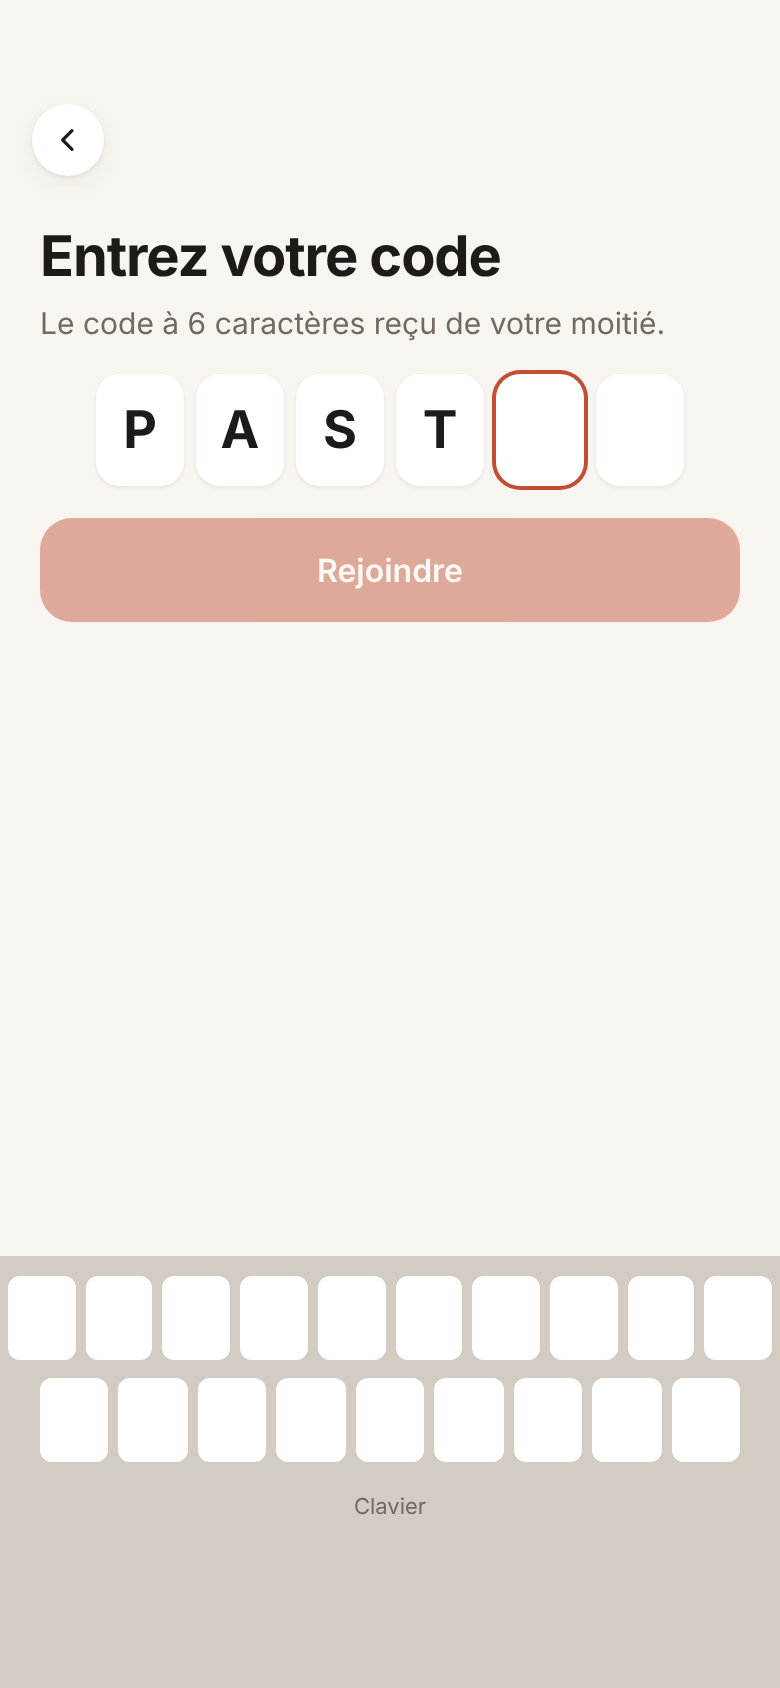 Entrez votre code
Le code à 6 caractères reçu de votre moitié.
P A S T
Rejoindre
Clavier